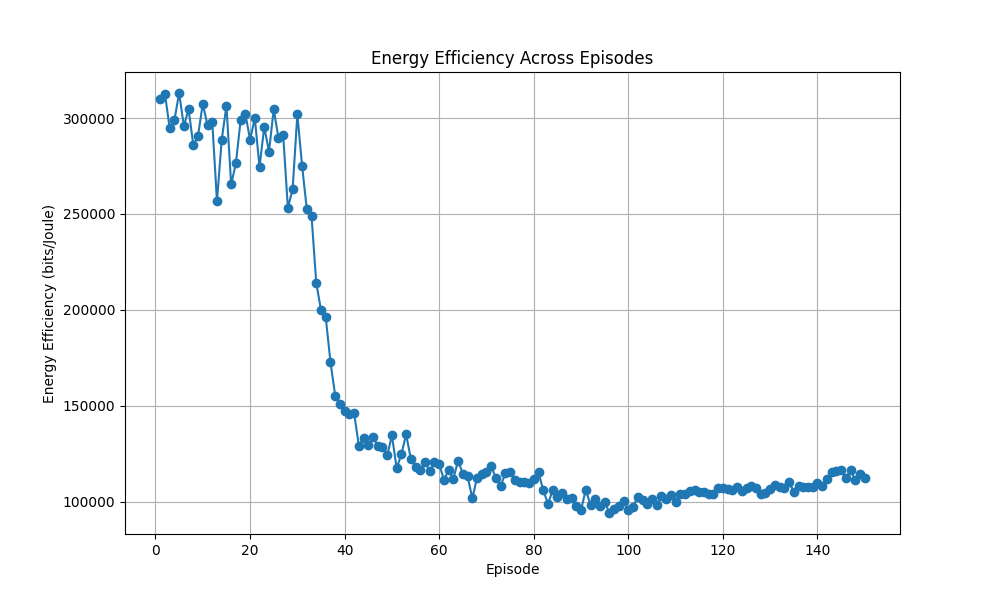 Energy Efficiency Across Episodes
Energy Efficiency (bits/Joule)
300000
250000
200000
150000
100000
0 20 40 60 80 100 120 140
Episode